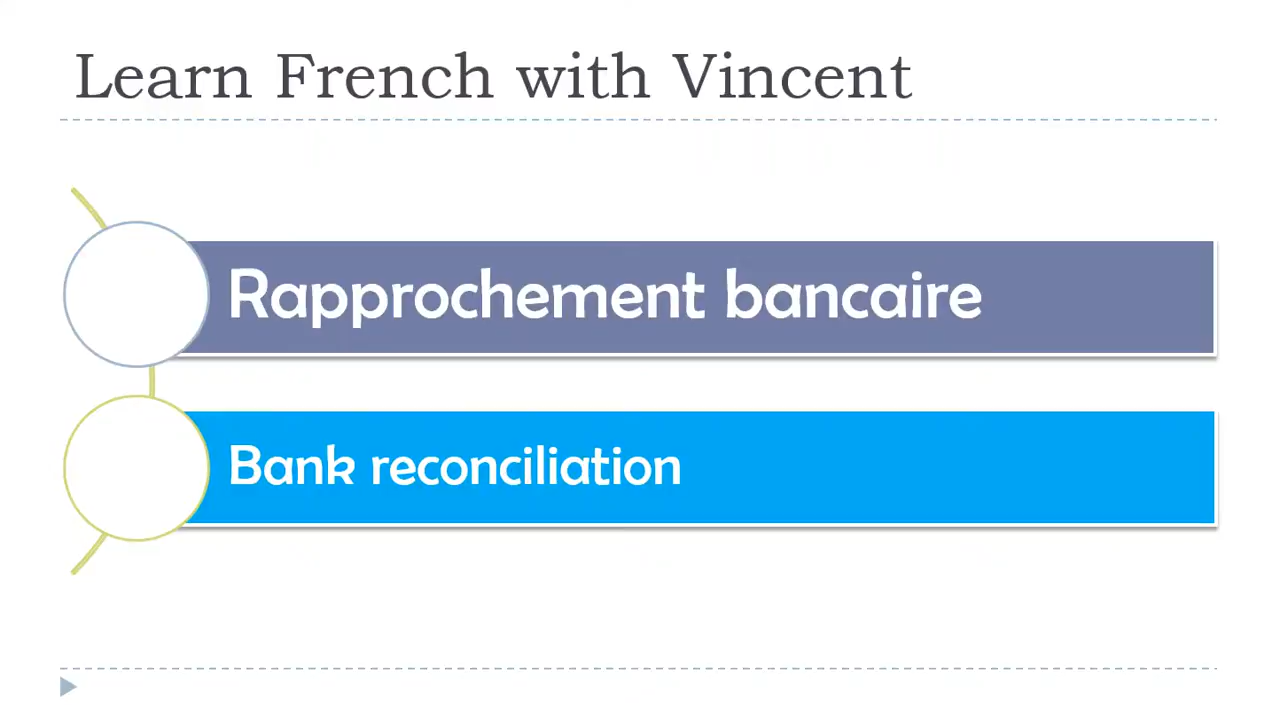 Learn French with Vincent
Rapprochement bancaire
Bank reconciliation